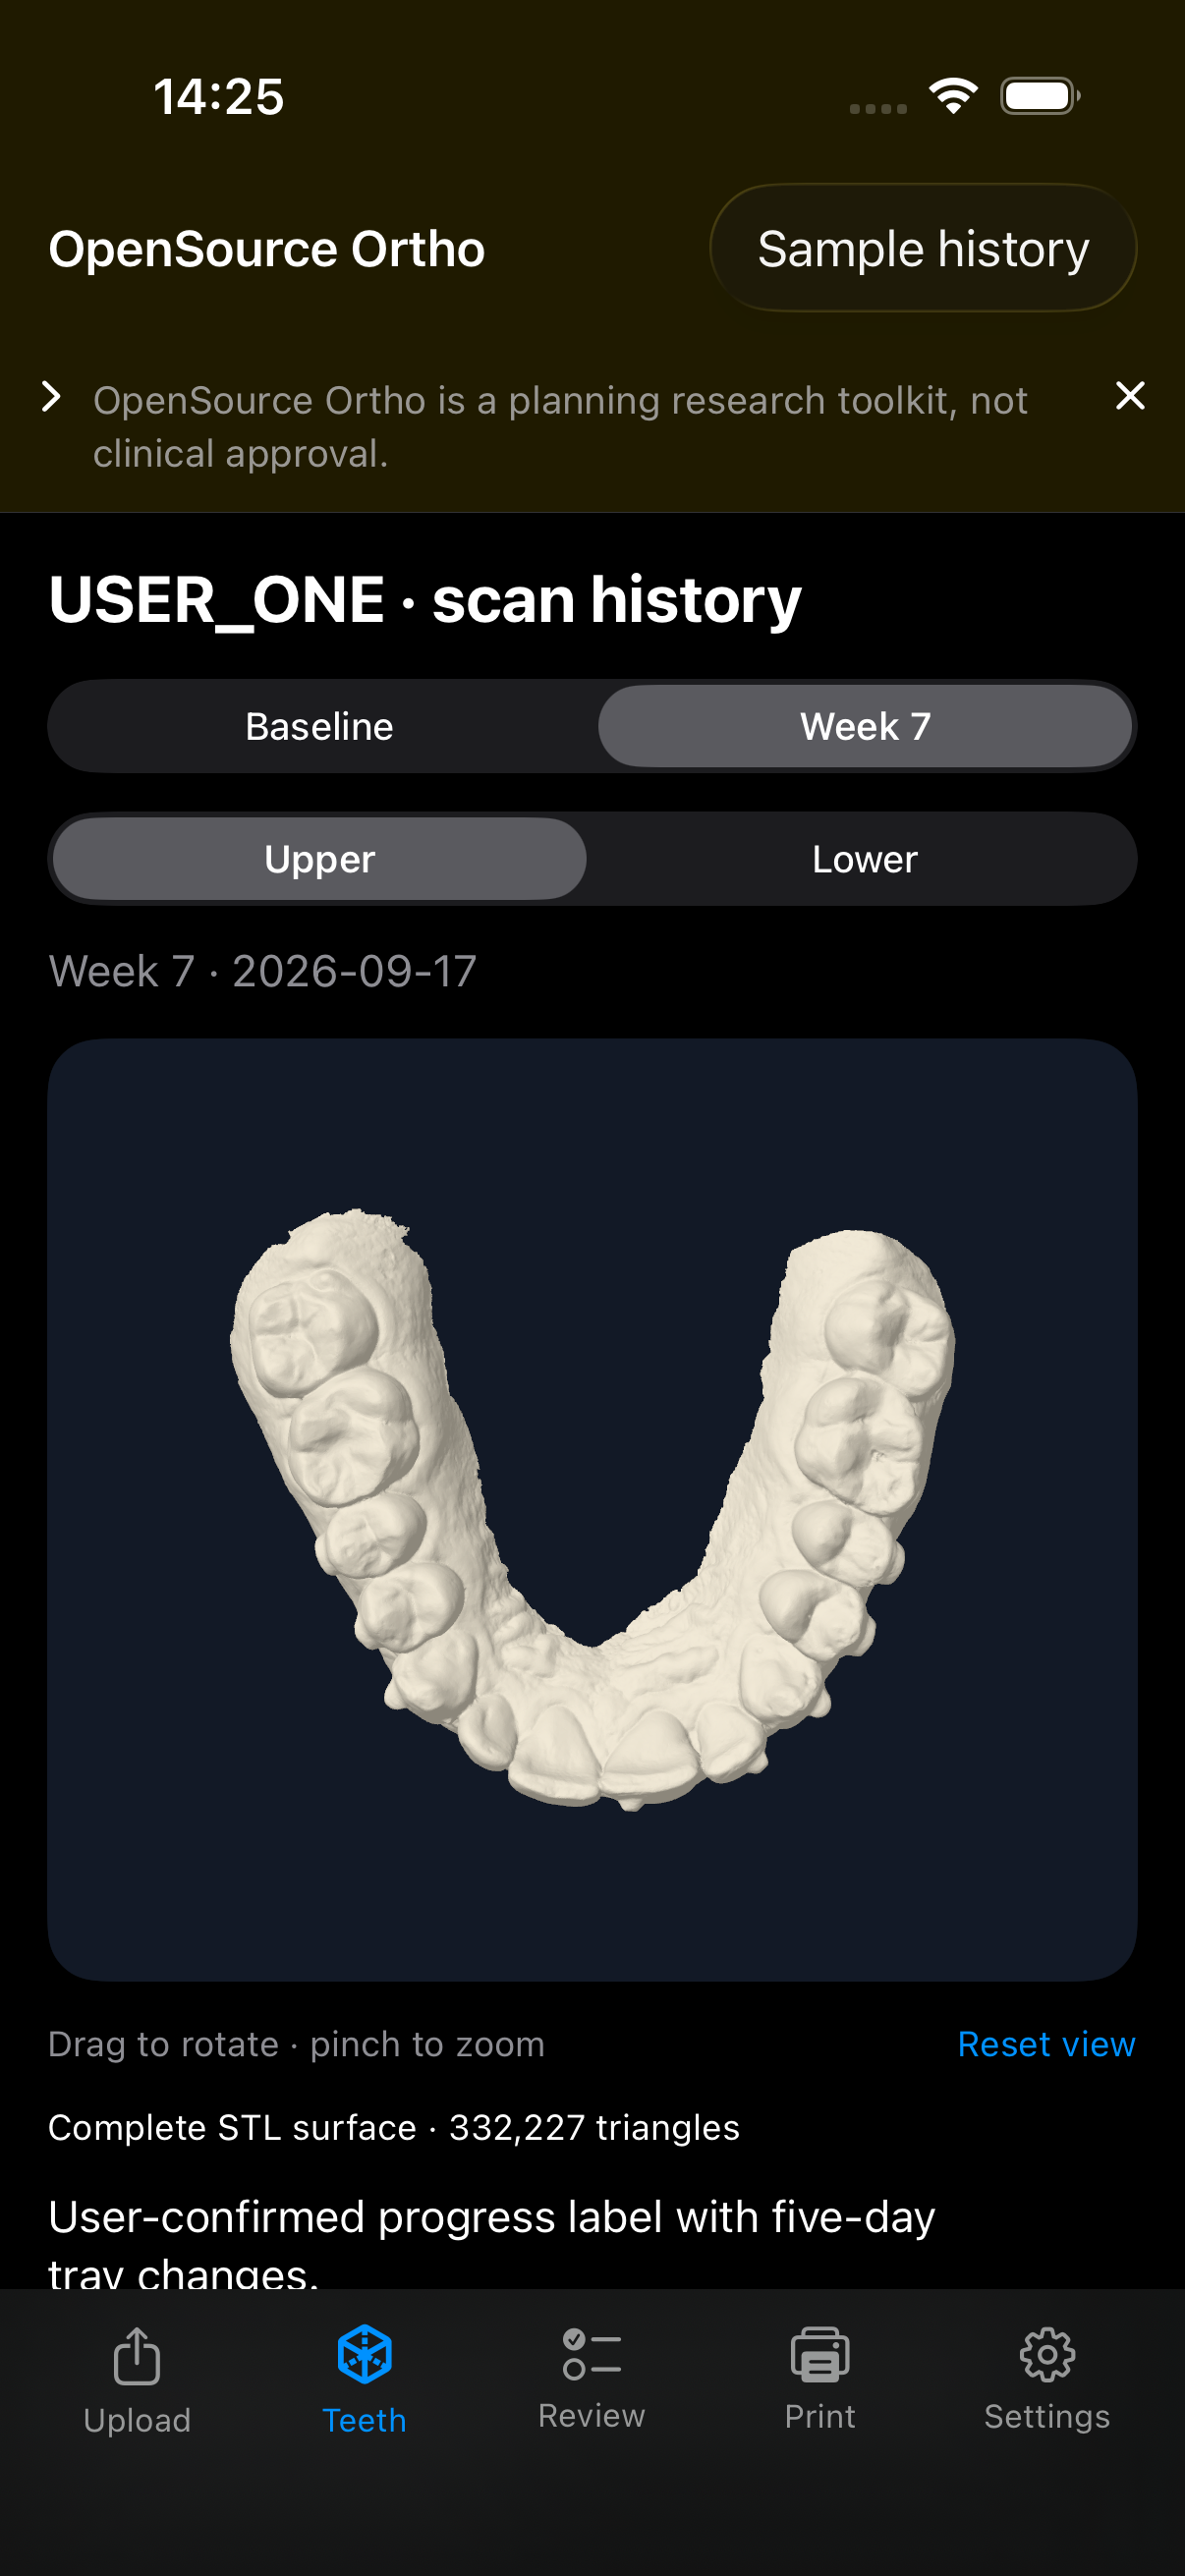 14:25
OpenSource Ortho
Sample history
OpenSource Ortho is a planning research toolkit, not
clinical approval.
USER_ONE · scan history
Baseline
Week 7
Upper
Lower
Week 7 · 2026-09-17
Drag to rotate · pinch to zoom
Reset view
Complete STL surface · 332,227 triangles
User-confirmed progress label with five-day
tray changes.
Upload
Teeth
Review
Print
Settings